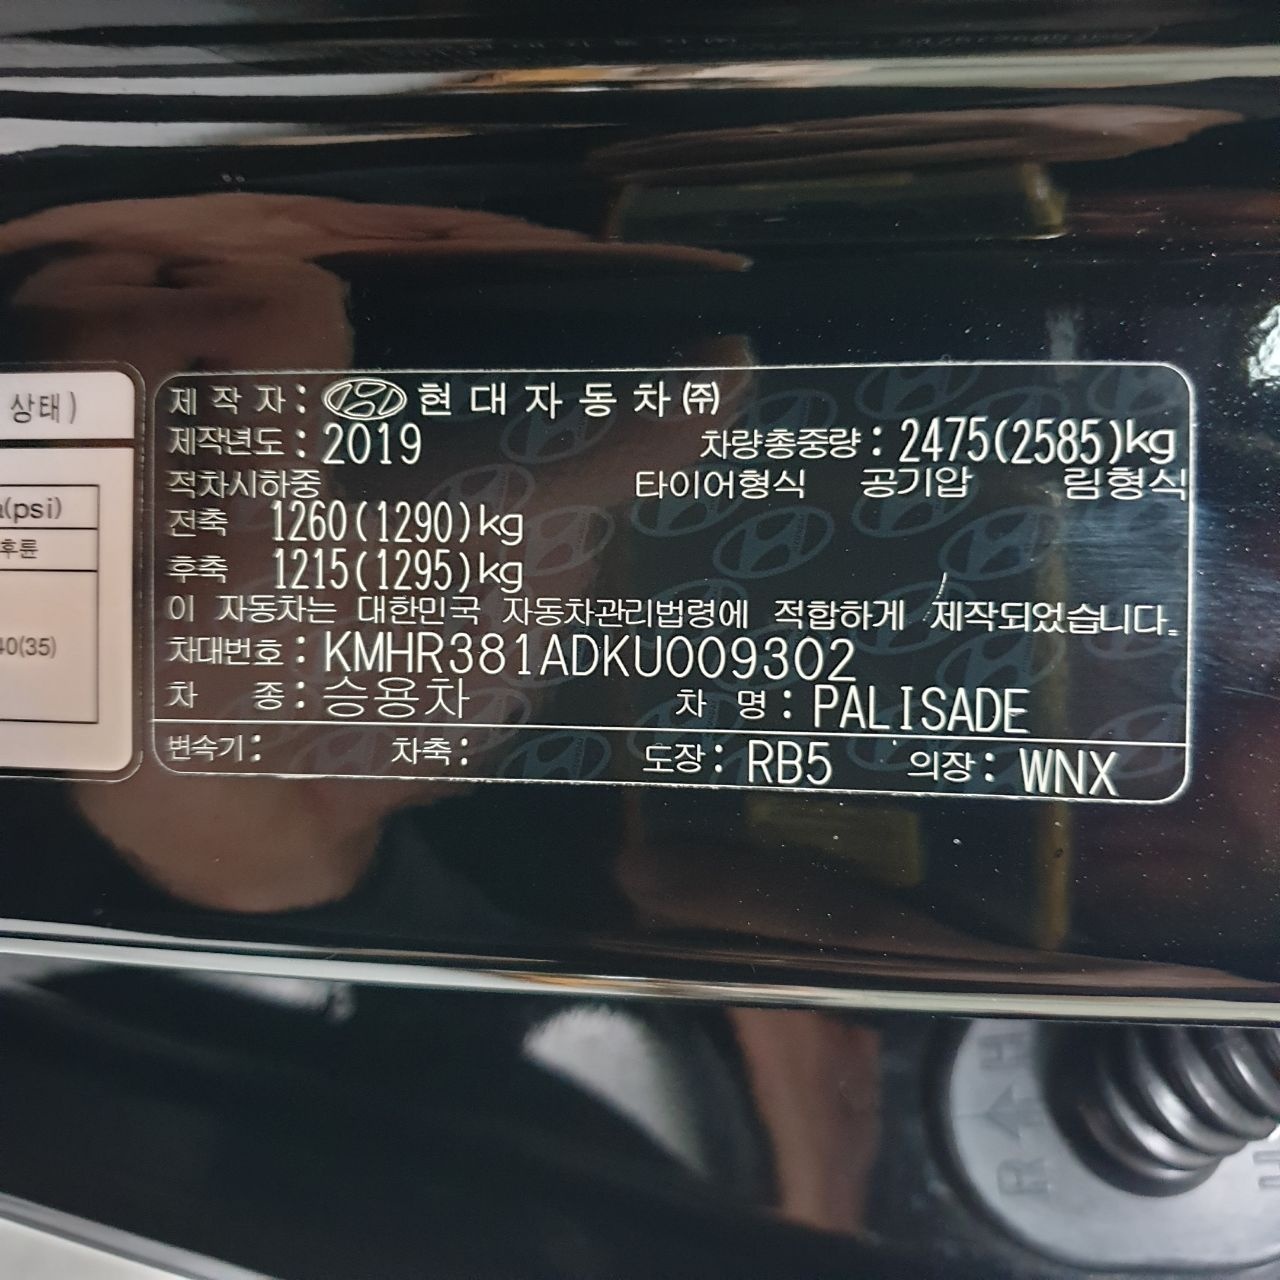 상태)
(psi)
후륜
40(35)
제 작 자 : 현 대 자 동 차 ㈜
제작년도 : 2019 차량총중량 : 2475(2585)kg
적차시하중 타이어형식 공기압 림형식
전축 1260(1290)kg
후축 1215(1295)kg
이 자동차는 대한민국 자동차관리법령에 적합하게 제작되었습니다.
차대번호 : KMHR381ADKU009302
차 종 : 승용차 차 명 : PALISADE
변속기 : 차축 : 도장 : RB5 의장 : WNX